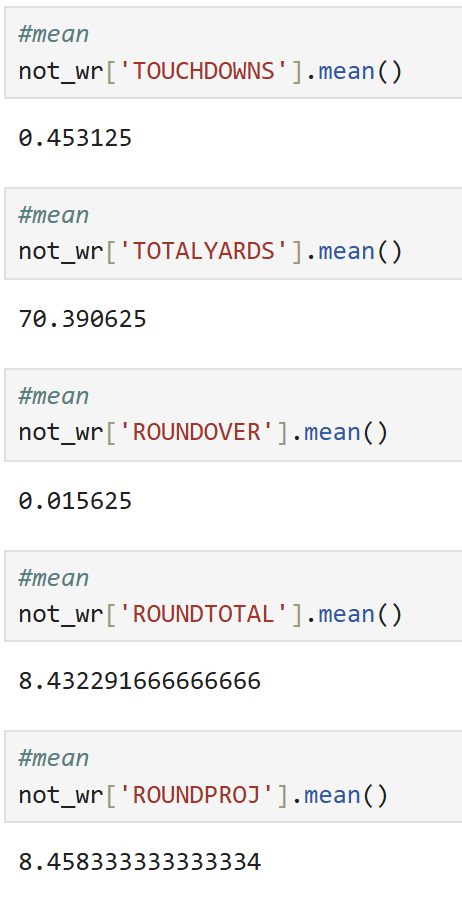 #mean
not_wr['TOUCHDOWNS'].mean()
0.453125
#mean
not_wr['TOTALYARDS'].mean()
70.390625
#mean
not_wr['ROUNDOVER'].mean()
0.015625
#mean
not_wr['ROUNDTOTAL'].mean()
8.432291666666666
#mean
not_wr['ROUNDPROJ'].mean()
8.458333333333334